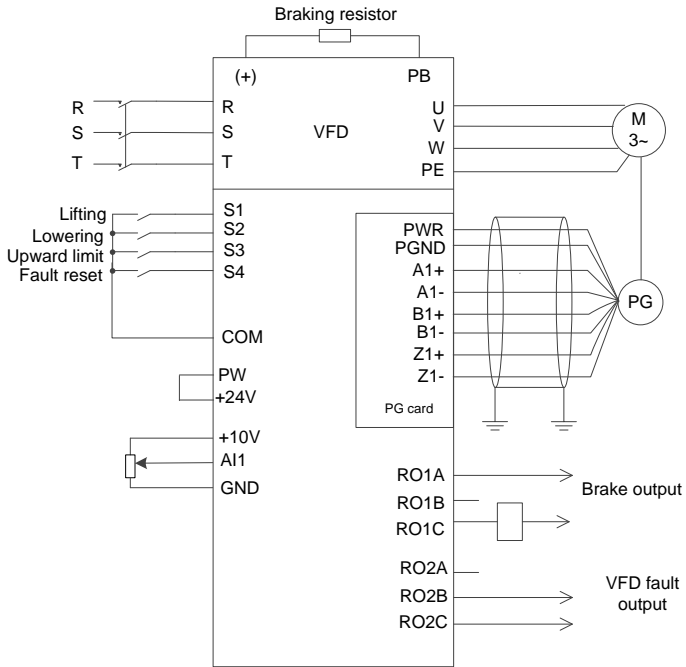 Braking resistor
(+)
PB
R
S
T
R
S
T
VFD
U
V
W
PE
M
3~
Lifting
Lowering
Upward limit
Fault reset
S1
S2
S3
S4
COM
PW
+24V
+10V
AI1
GND
PWR
PGND
A1+
A1-
B1+
B1-
Z1+
Z1-
PG card
PG
RO1A
RO1B
RO1C
Brake output
RO2A
RO2B
RO2C
VFD fault
output